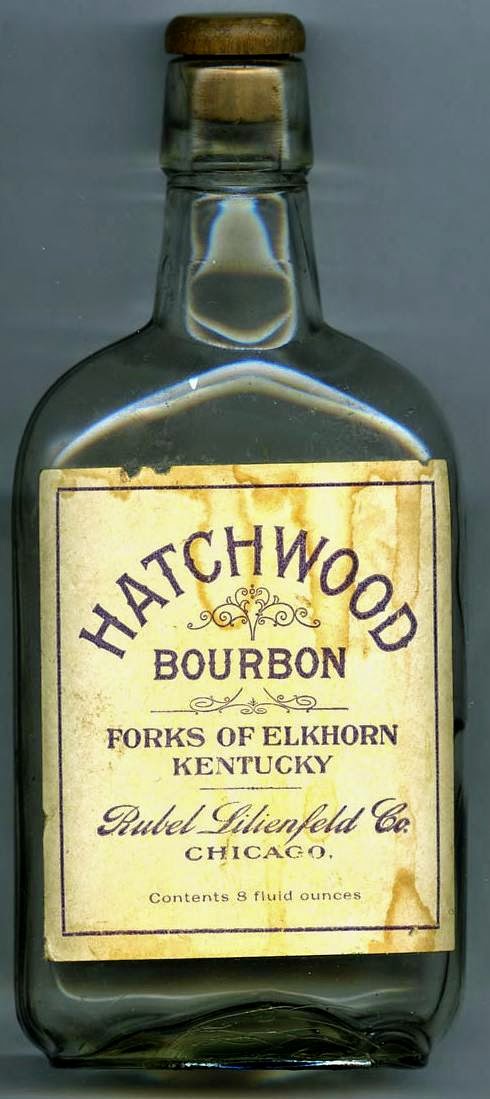 HATCHWOOD
BOURBON
FORKS OF ELKHORN
KENTUCKY
Rubel Lilienfeld Co.
CHICAGO.
Contents 8 fluid ounces